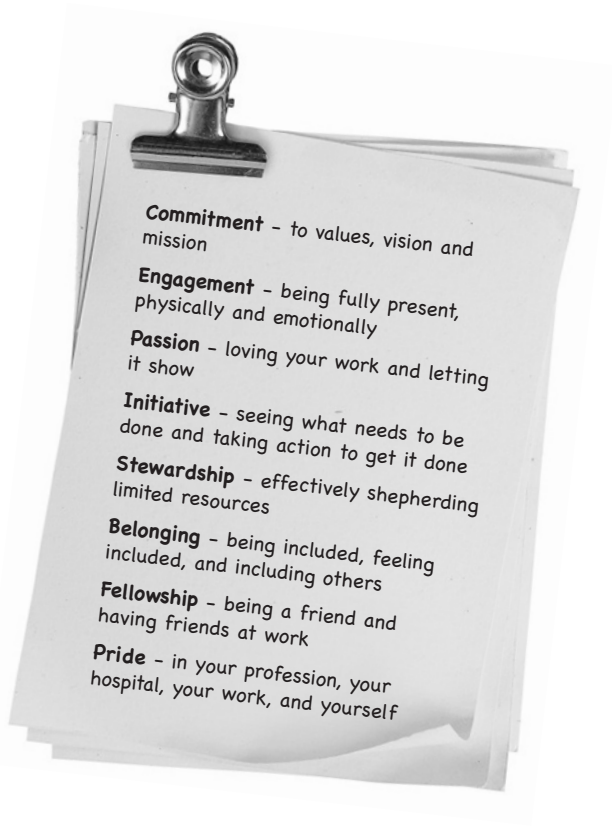 Commitment – to values, vision and
mission
Engagement – being fully present,
physically and emotionally
Passion – loving your work and letting
it show
Initiative – seeing what needs to be
done and taking action to get it done
Stewardship – effectively shepherding
limited resources
Belonging – being included, feeling
included, and including others
Fellowship – being a friend and
having friends at work
Pride – in your profession, your
hospital, your work, and yourself